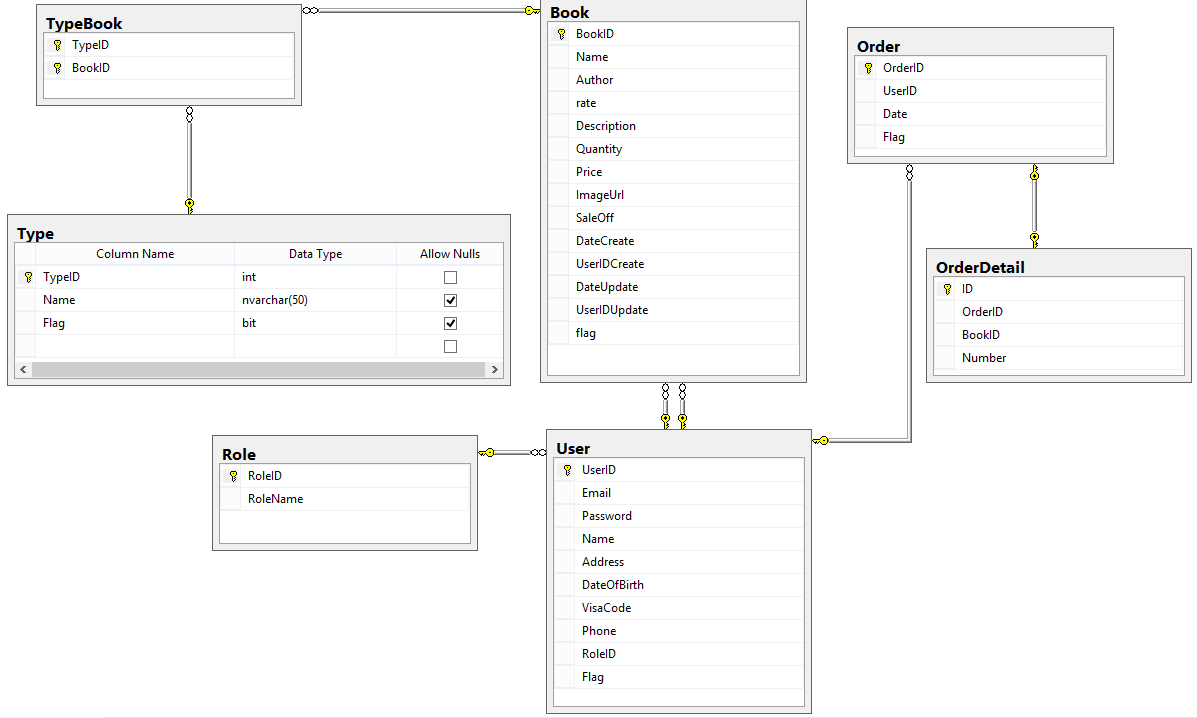 TypeBook
TypeID
BookID
Book
BookID
Name
Author
rate
Description
Quantity
Price
ImageUrl
SaleOff
DateCreate
UserIDCreate
DateUpdate
UserIDUpdate
flag
Order
OrderID
UserID
Date
Flag
Type
Column Name Data Type Allow Nulls
TypeID int
Name nvarchar(50)
Flag bit
OrderDetail
ID
OrderID
BookID
Number
Role
RoleID
RoleName
User
UserID
Email
Password
Name
Address
DateOfBirth
VisaCode
Phone
RoleID
Flag